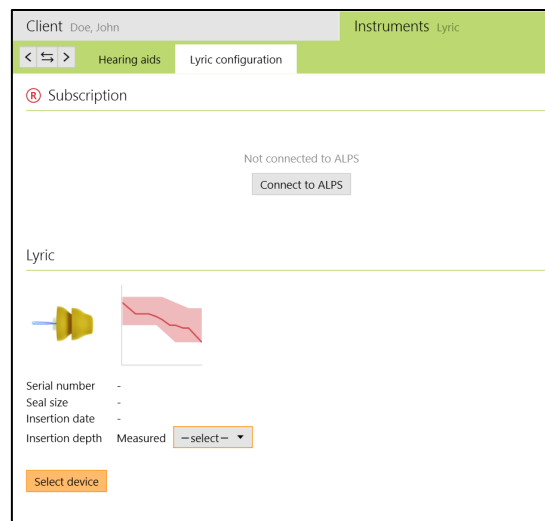 Client Doe, John
Instruments Lyric
Hearing aids
Lyric configuration
R Subscription
Not connected to ALPS
Connect to ALPS
Lyric
Serial number -
Seal size -
Insertion date -
Insertion depth Measured —select—
Select device